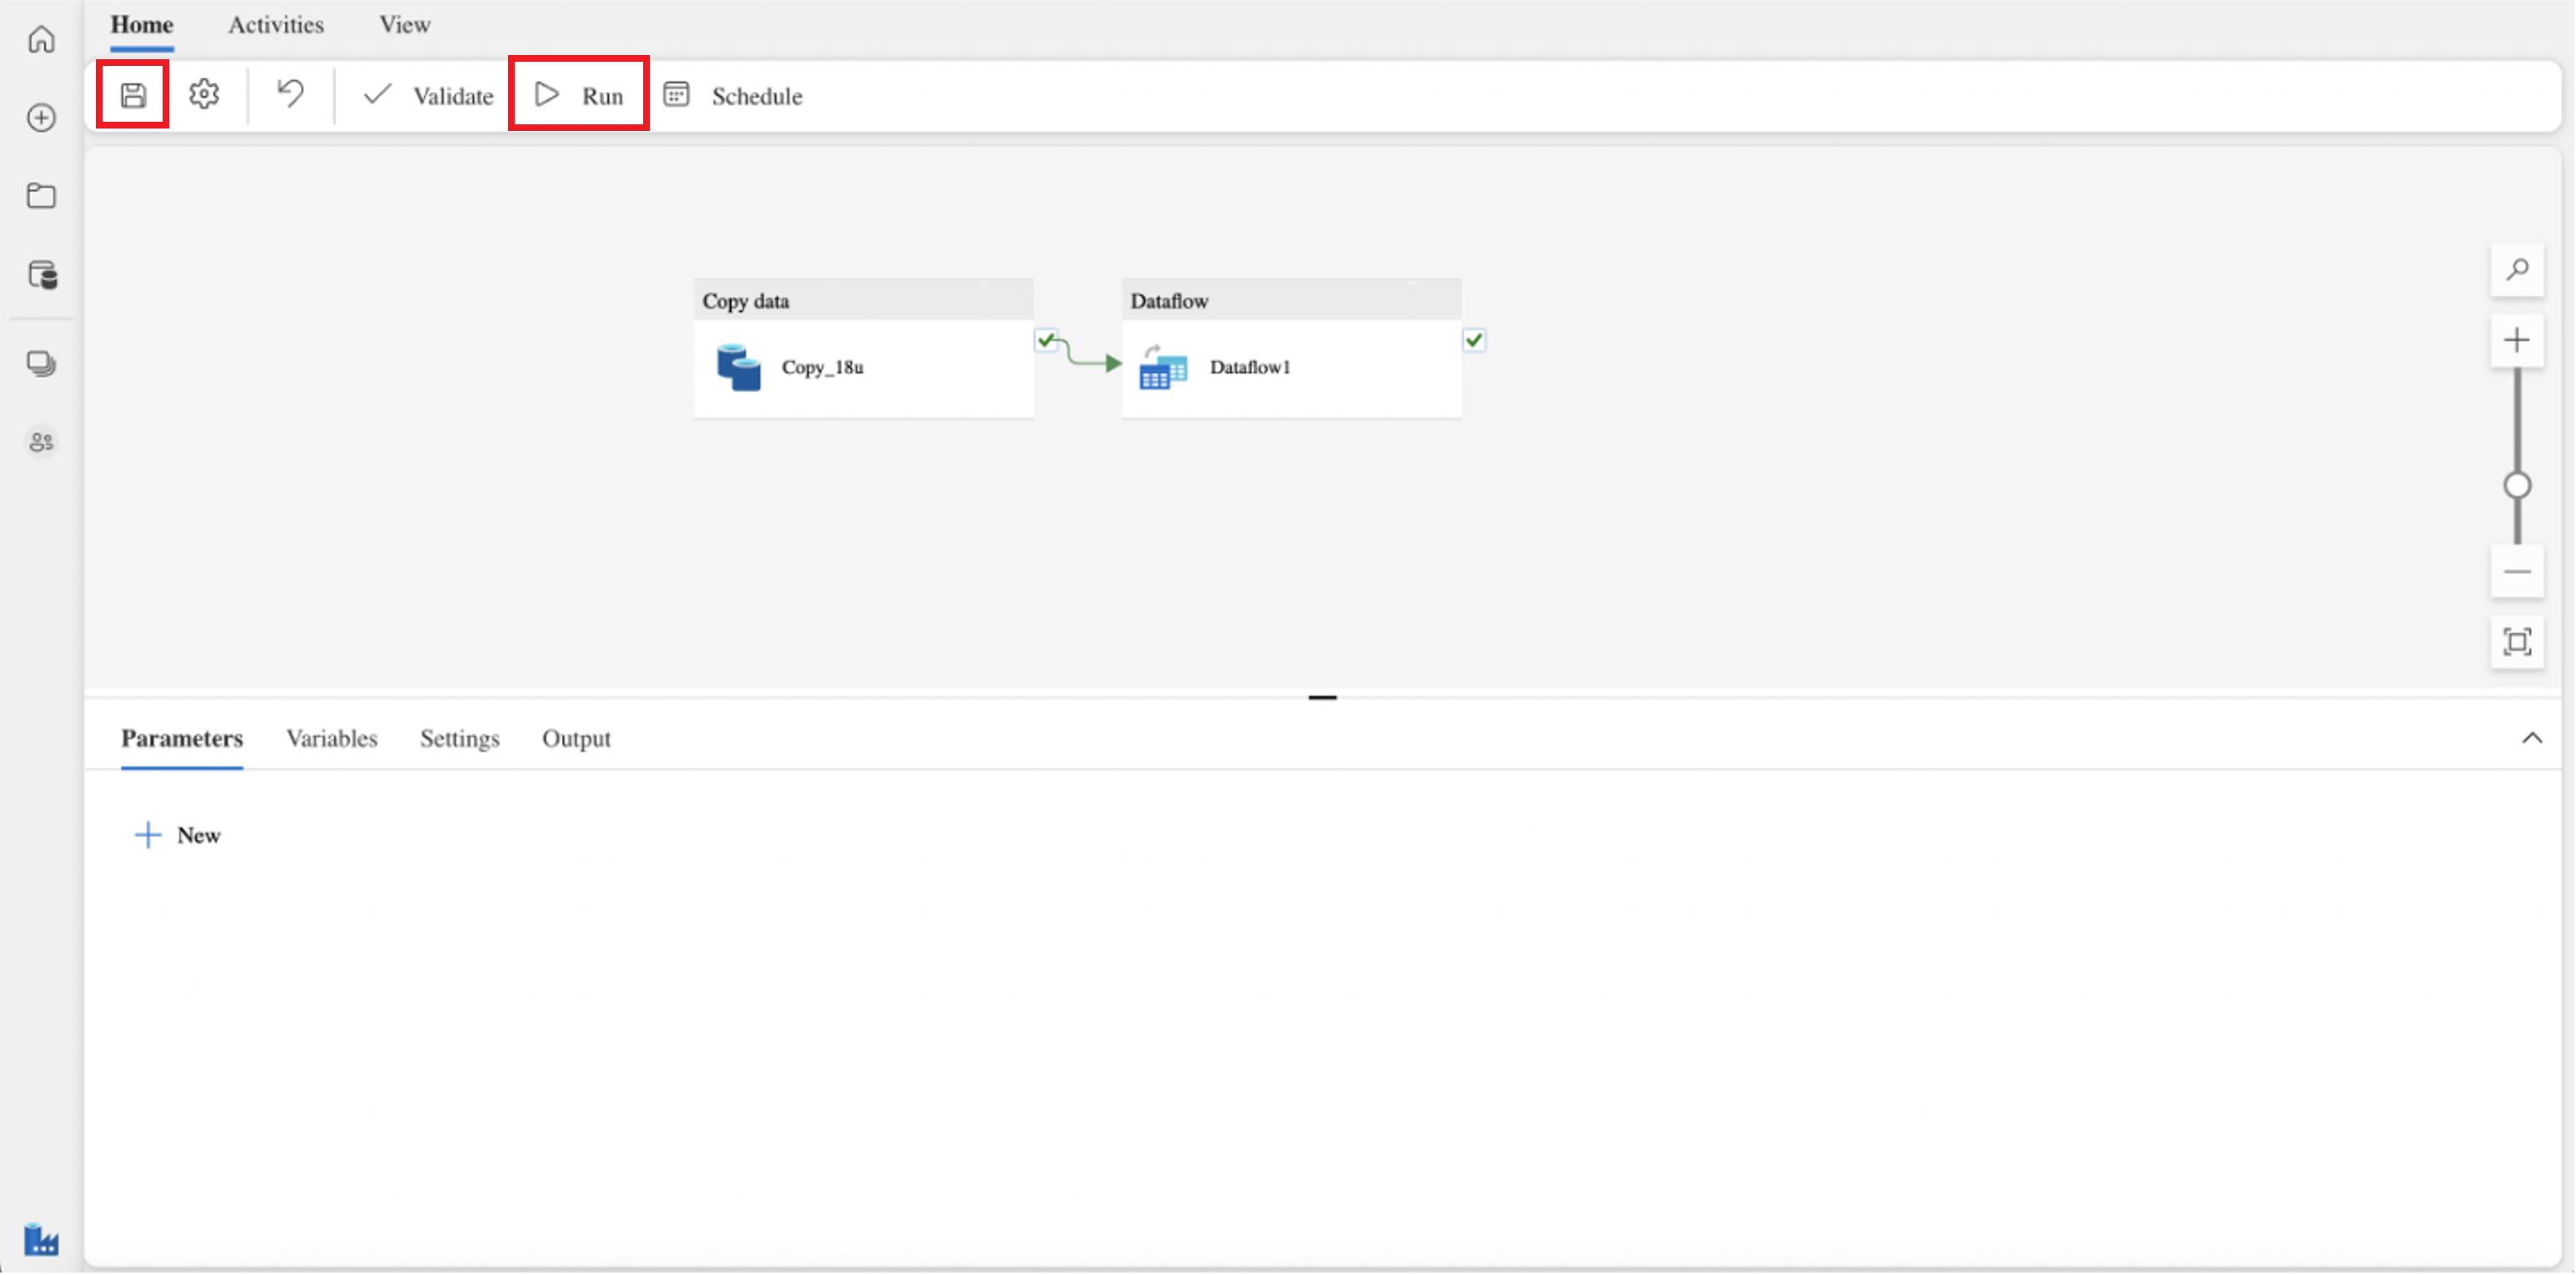 Home Activities View
Validate Run Schedule
Copy data
Copy_18u
Dataflow
Dataflow1
Parameters Variables Settings Output
New